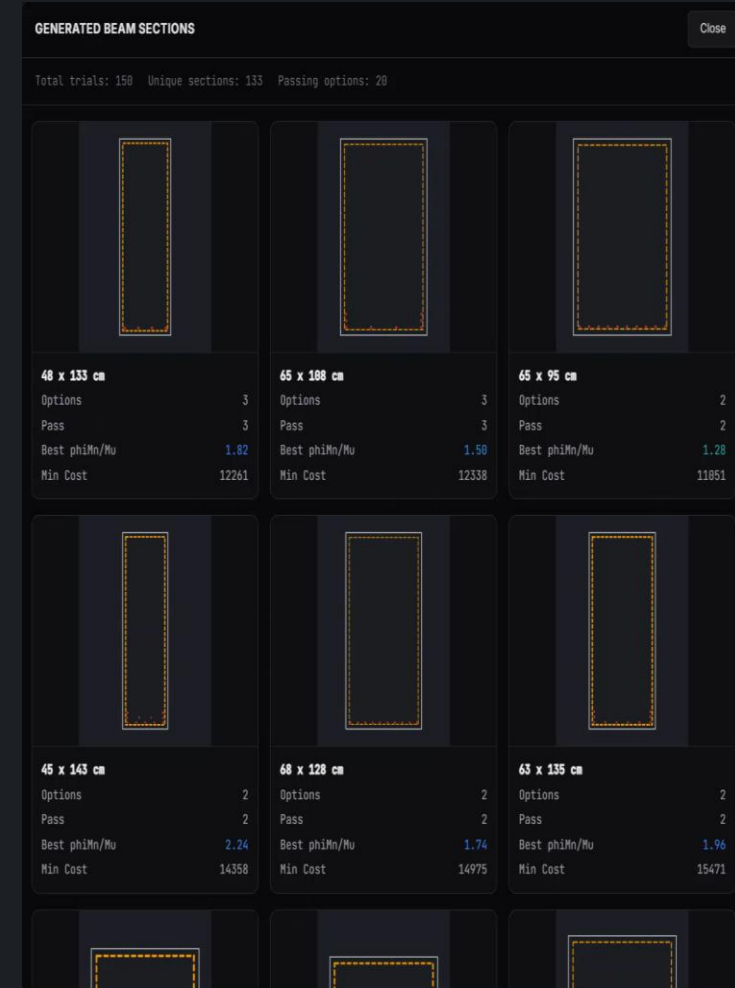 GENERATED BEAM SECTIONS
Close
Total trials: 150 Unique sections: 133 Passing options: 20
48 x 133 cm
Options 3
Pass 3
Best phiMn/Mu 1.82
Min Cost 12261
65 x 108 cm
Options 3
Pass 3
Best phiMn/Mu 1.50
Min Cost 12338
65 x 95 cm
Options 2
Pass 2
Best phiMn/Mu 1.28
Min Cost 11051
45 x 143 cm
Options 2
Pass 2
Best phiMn/Mu 2.24
Min Cost 14358
68 x 128 cm
Options 2
Pass 2
Best phiMn/Mu 1.74
Min Cost 14975
63 x 135 cm
Options 2
Pass 2
Best phiMn/Mu 1.96
Min Cost 15471